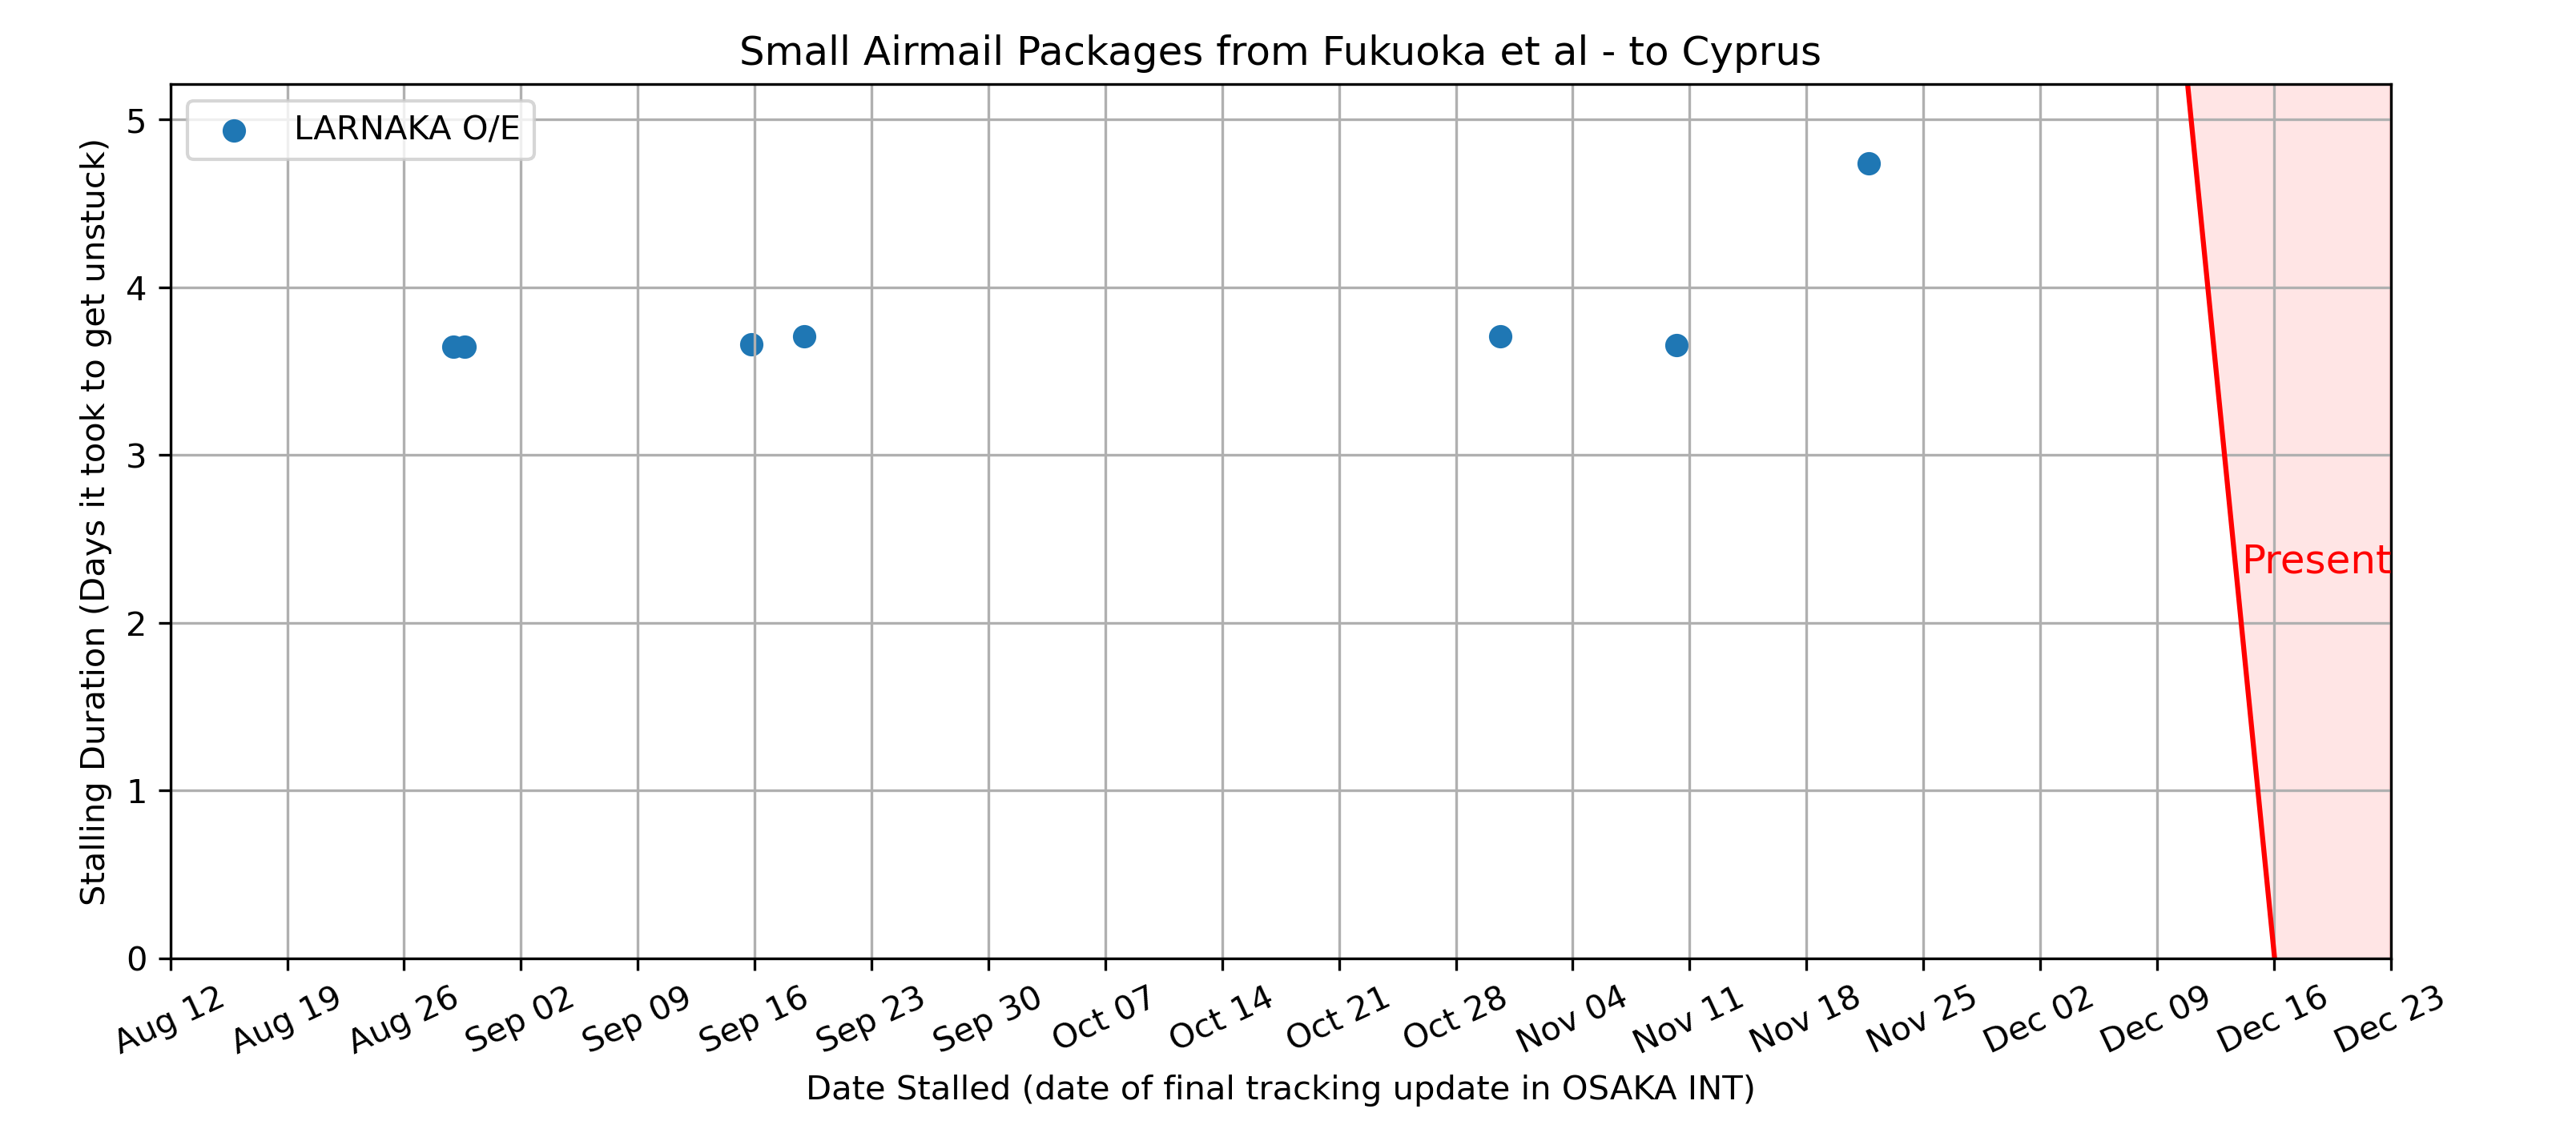 Small Airmail Packages from Fukuoka et al - to Cyprus
LARNAKA O/E
Stalling Duration (Days it took to get unstuck)
5
4
3
2
1
0
Present
Aug 12
Aug 19
Aug 26
Sep 02
Sep 09
Sep 16
Sep 23
Sep 30
Oct 07
Oct 14
Oct 21
Oct 28
Nov 04
Nov 11
Nov 18
Nov 25
Dec 02
Dec 09
Dec 16
Dec 23
Date Stalled (date of final tracking update in OSAKA INT)